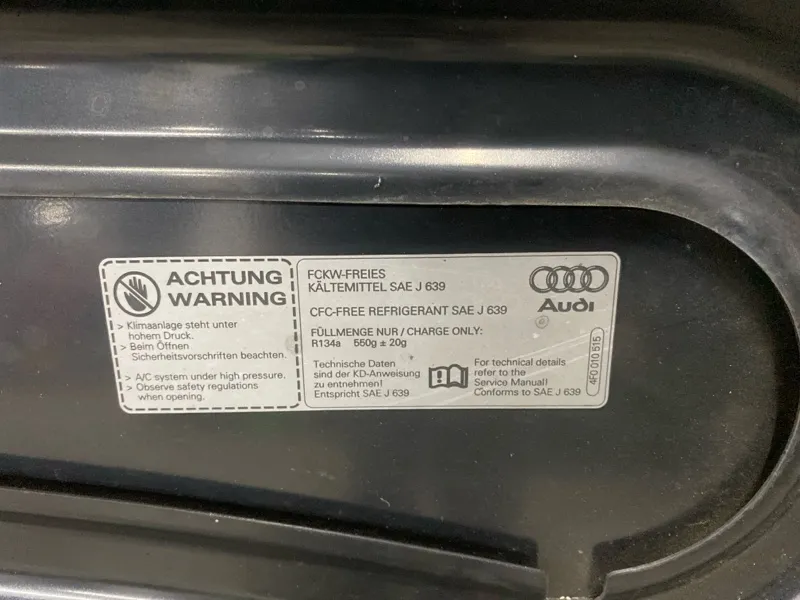 ACHTUNG
WARNING
> Klimaanlage steht unter
hohem Druck.
> Beim Öffnen
Sicherheitsvorschriften beachten.
> A/C system under high pressure.
> Observe safety regulations
when opening.
FCKW-FREIES
KÄLTEMITTEL SAE J 639
CFC-FREE REFRIGERANT SAE J 639
FÜLLMENGE NUR / CHARGE ONLY:
R134a 550g ± 20g
Technische Daten
sind der KD-Anweisung
zu entnehmen!
Entspricht SAE J 639
For technical details
refer to the
Service Manual!
Conforms to SAE J 639
Audi
4F0 010 515